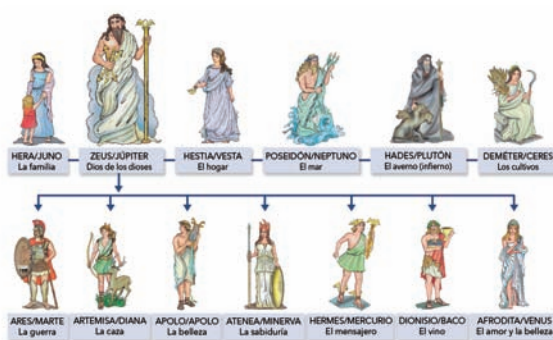 HERA/JUNO
La familia
ZEUS/JÚPITER
Dios de los dioses
HESTIA/VESTA
El hogar
POSEIDÓN/NEPTUNO
El mar
HADES/PLUTÓN
El averno (infierno)
DEMÉTER/CERES
Los cultivos
ARES/MARTE
La guerra
ARTEMISA/DIANA
La caza
APOLO/APOLO
La belleza
ATENEA/MINERVA
La sabiduría
HERMES/MERCURIO
El mensajero
DIONISIO/BACO
El vino
AFRODITA/VENUS
El amor y la belleza